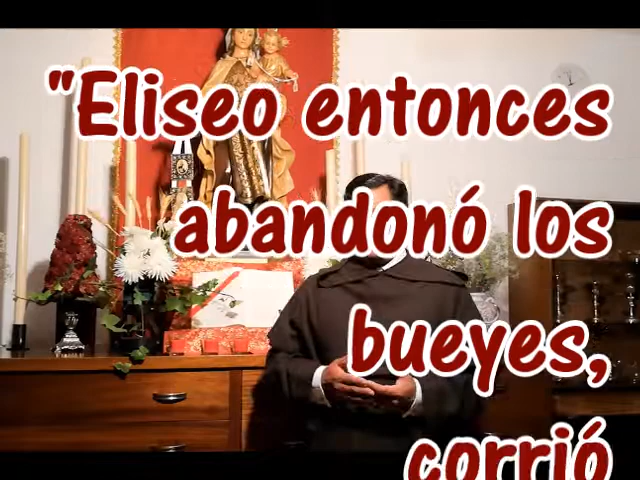 "Eliseo entonces
abandonó los
bueyes,
corrió